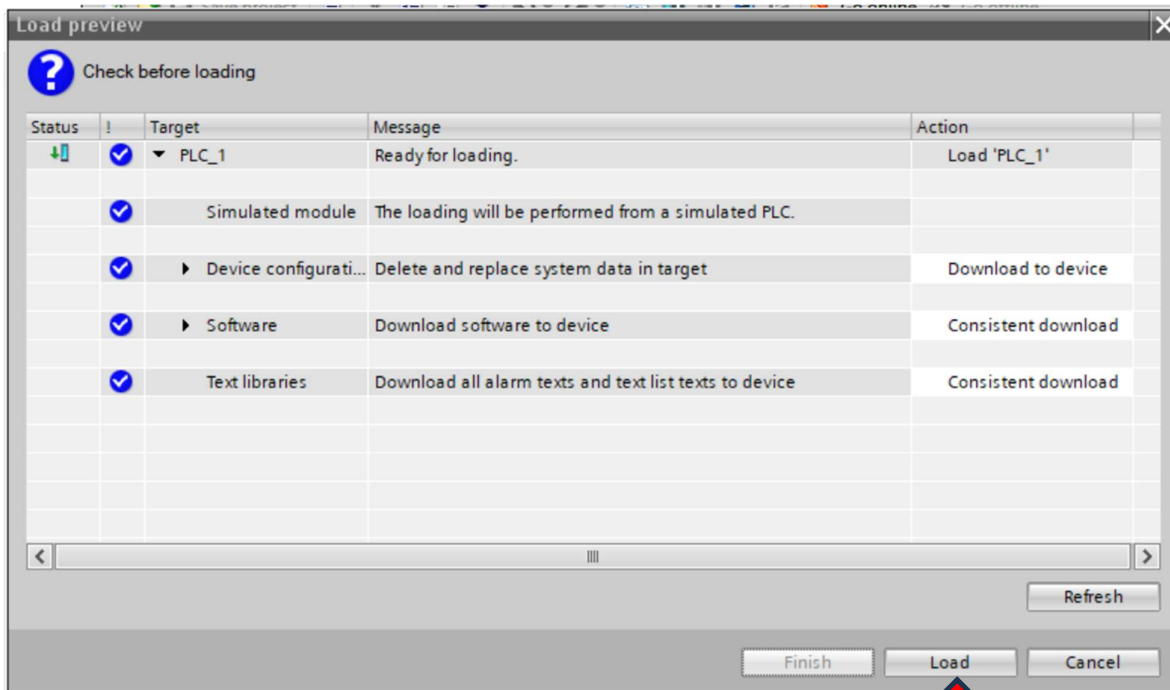 Load preview
Check before loading
Status ! Target Message Action
PLC_1 Ready for loading. Load 'PLC_1'
Simulated module The loading will be performed from a simulated PLC.
Device configurati... Delete and replace system data in target Download to device
Software Download software to device Consistent download
Text libraries Download all alarm texts and text list texts to device Consistent download
Refresh
Finish Load Cancel